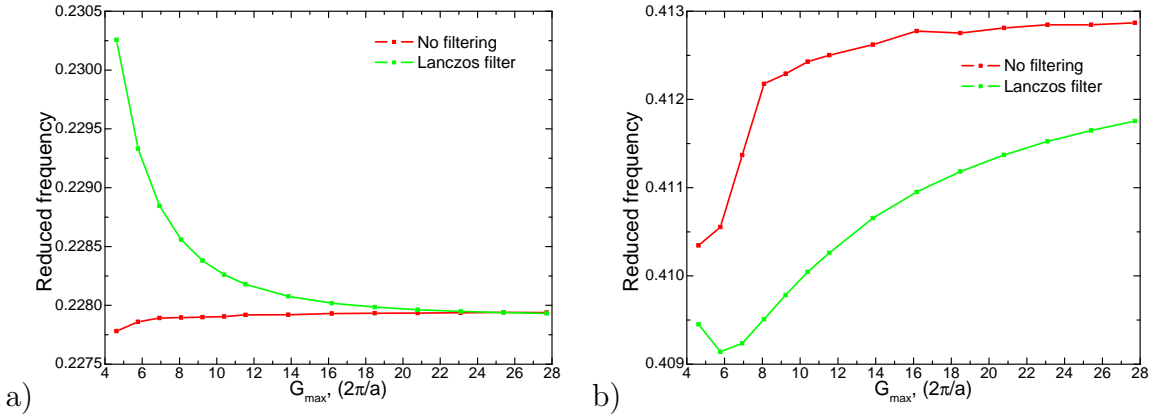 0.2305
0.2300
0.2295
0.2290
0.2285
0.2280
0.2275
Reduced frequency
No filtering
Lanczos filter
4 6 8 10 12 14 16 18 20 22 24 26 28
G_max, (2π/a)
a)
0.413
0.412
0.411
0.410
0.409
Reduced frequency
No filtering
Lanczos filter
4 6 8 10 12 14 16 18 20 22 24 26 28
G_max, (2π/a)
b)